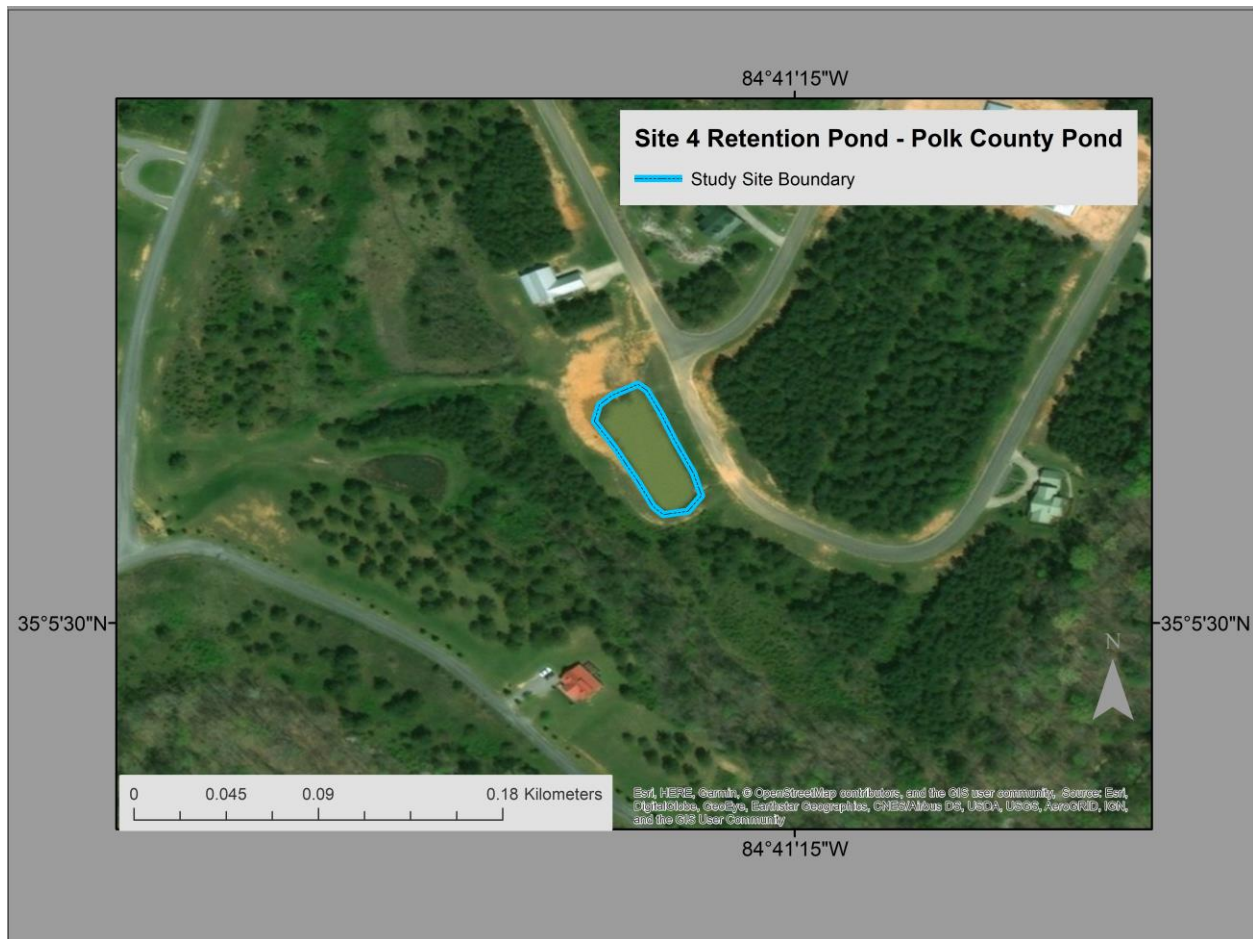 84°41'15"W
Site 4 Retention Pond - Polk County Pond
Study Site Boundary
35°5'30"N
35°5'30"N
N
0 0.045 0.09 0.18 Kilometers
Esri, HERE, Garmin, © OpenStreetMap contributors, and the GIS user community, Source: Esri,
DigitalGlobe, GeoEye, Earthstar Geographics, CNES/Airbus DS, USDA, USGS, AeroGRID, IGN,
and the GIS User Community
84°41'15"W